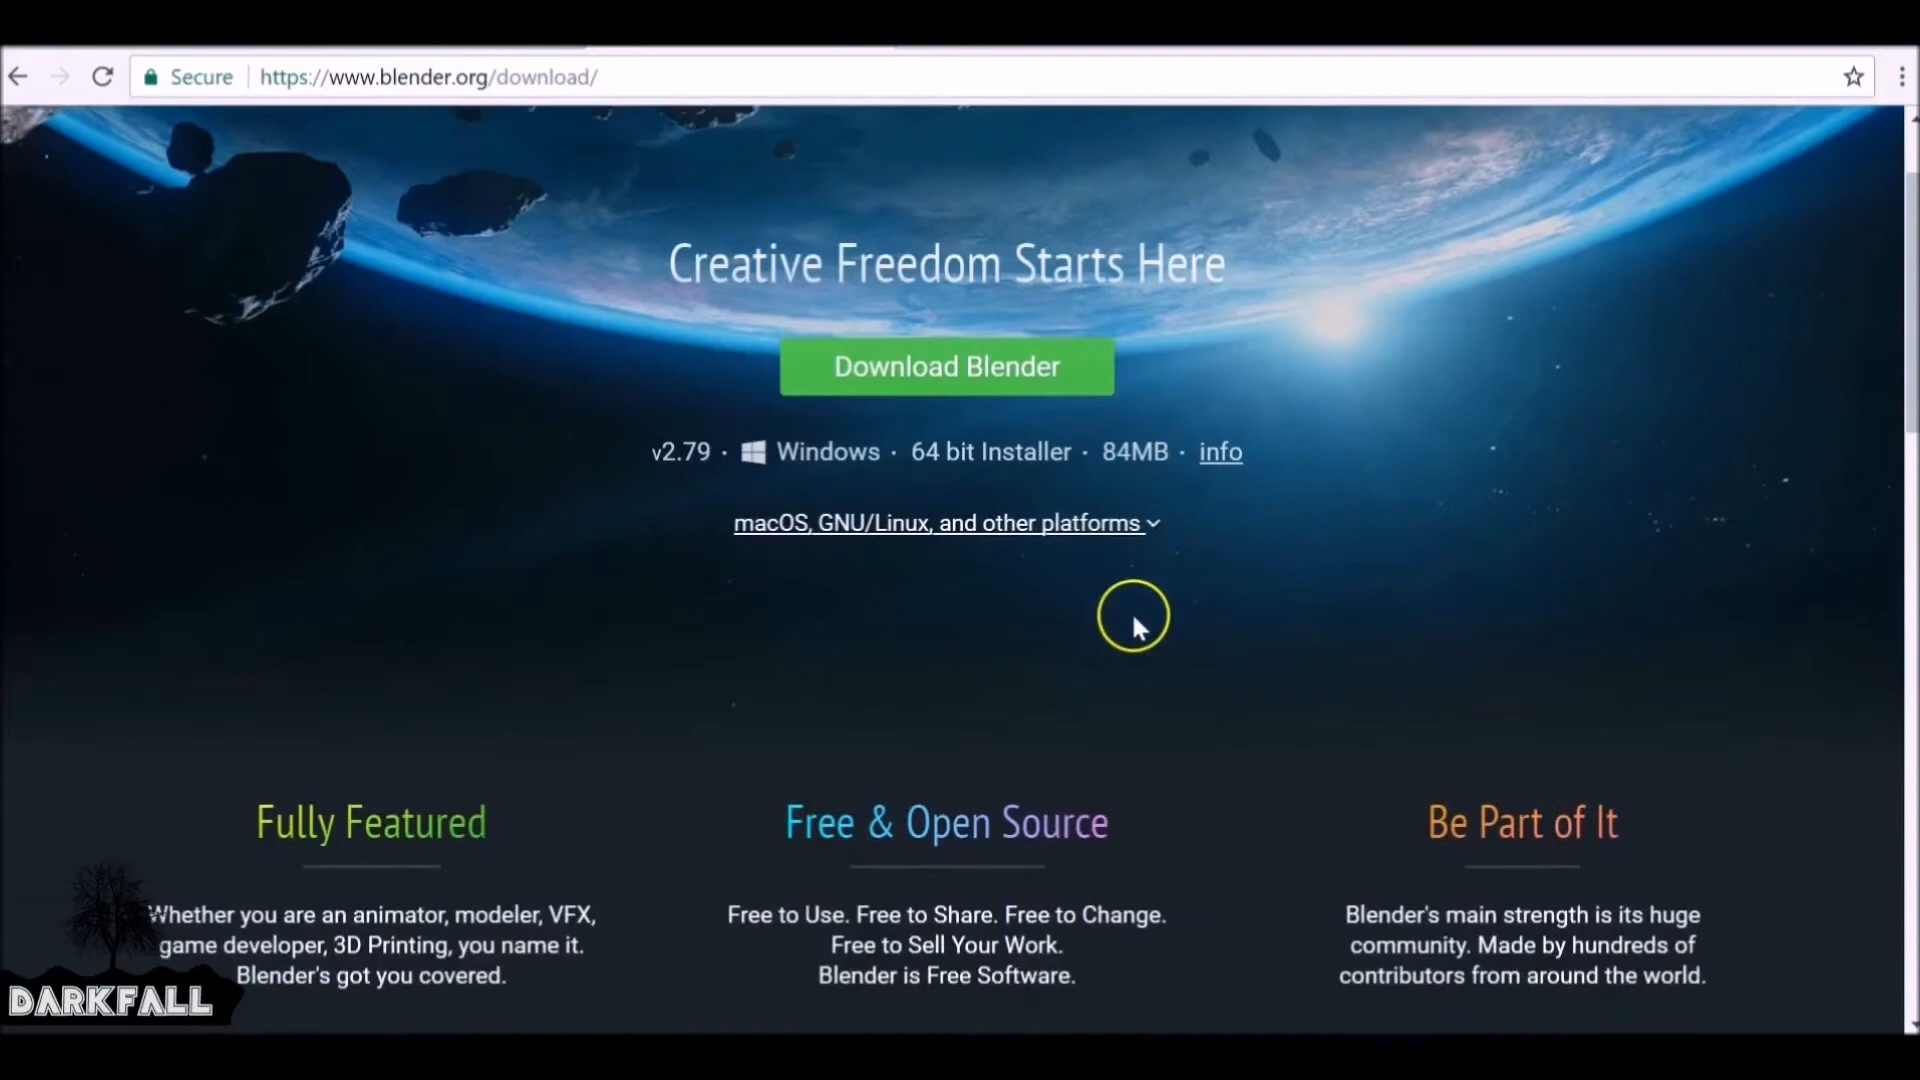 Secure https://www.blender.org/download/
Creative Freedom Starts Here
Download Blender
v2.79 · Windows · 64 bit Installer · 84MB · info
macOS, GNU/Linux, and other platforms
Fully Featured
Whether you are an animator, modeler, VFX,
game developer, 3D Printing, you name it.
Blender's got you covered.
Free & Open Source
Free to Use. Free to Share. Free to Change.
Free to Sell Your Work.
Blender is Free Software.
Be Part of It
Blender's main strength is its huge
community. Made by hundreds of
contributors from around the world.
DARKFALL